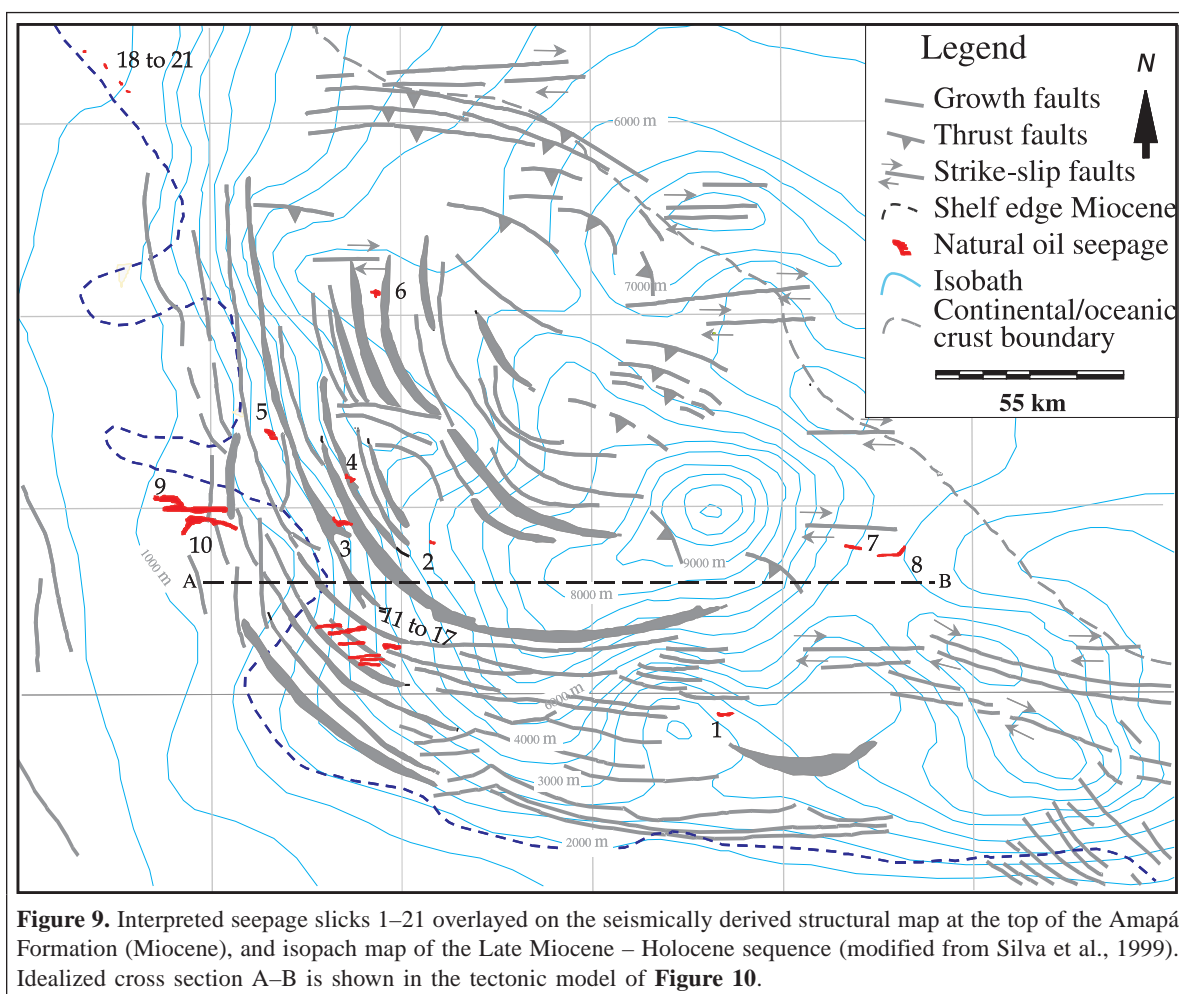 18 to 21
6000 m
Legend
N
Growth faults
Thrust faults
Strike-slip faults
Shelf edge Miocene
Natural oil seepage
Isobath
Continental/oceanic
crust boundary
55 km
7000 m
6
5
4
9
10
3
2
7
8
1000 m
A
B
9000 m
8000 m
11 to 17
6000 m
1
4000 m
3000 m
2000 m
Figure 9. Interpreted seepage slicks 1–21 overlayed on the seismically derived structural map at the top of the Amapá
Formation (Miocene), and isopach map of the Late Miocene – Holocene sequence (modified from Silva et al., 1999).
Idealized cross section A–B is shown in the tectonic model of Figure 10.